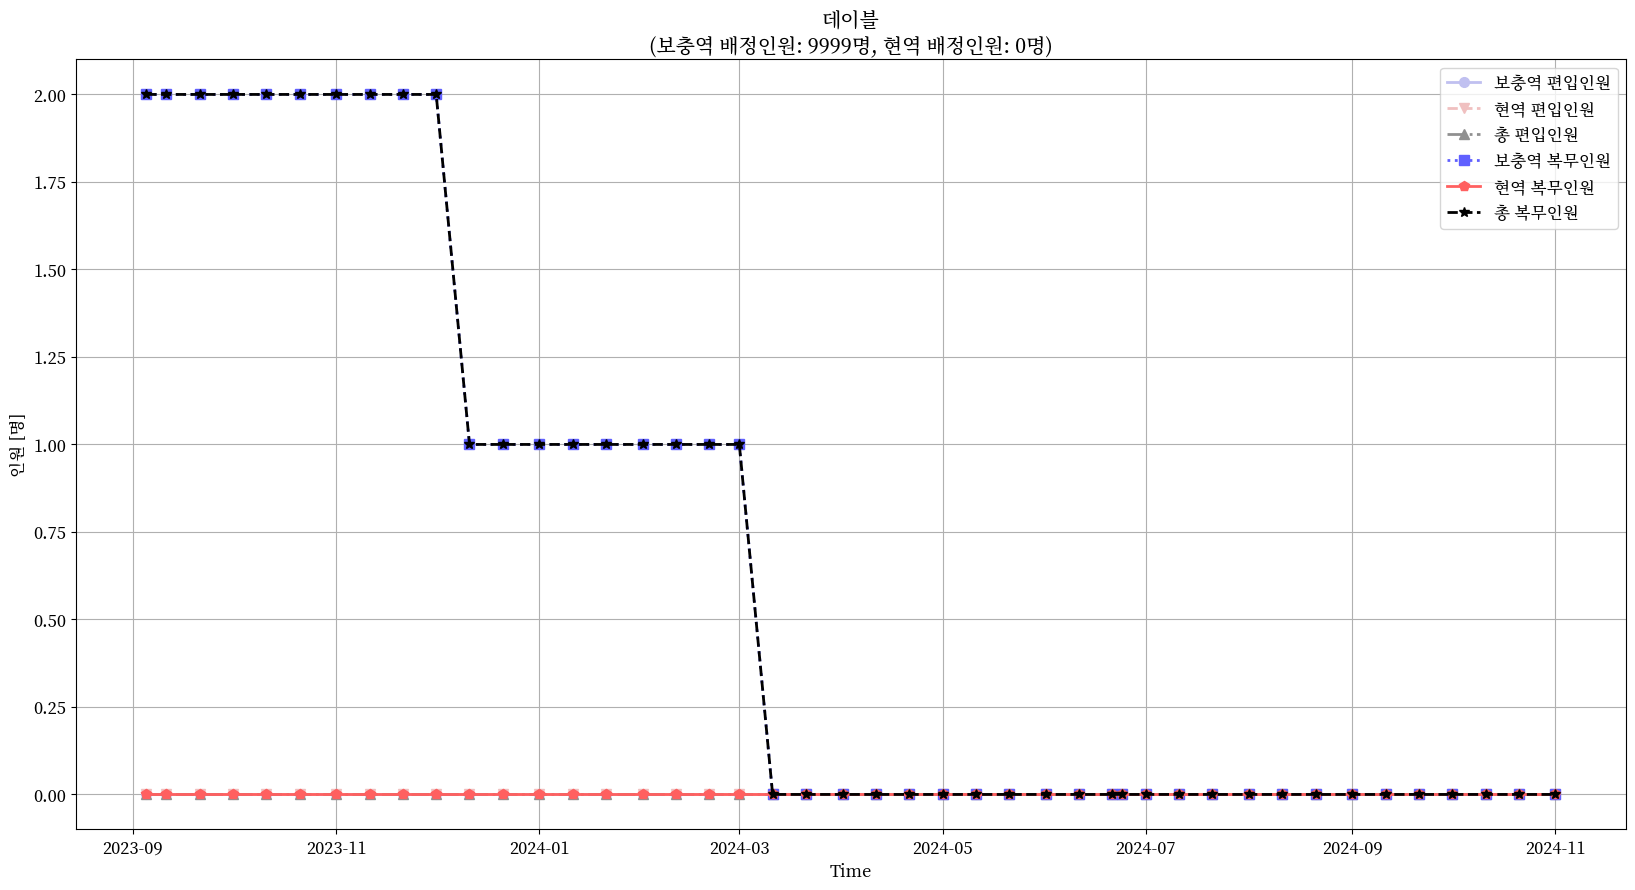 데이블
(보충역 배정인원: 9999명, 현역 배정인원: 0명)
보충역 편입인원
현역 편입인원
총 편입인원
보충역 복무인원
현역 복무인원
총 복무인원
2.00
1.75
1.50
1.25
1.00
0.75
0.50
0.25
0.00
인원 [명]
2023-09
2023-11
2024-01
2024-03
2024-05
2024-07
2024-09
2024-11
Time